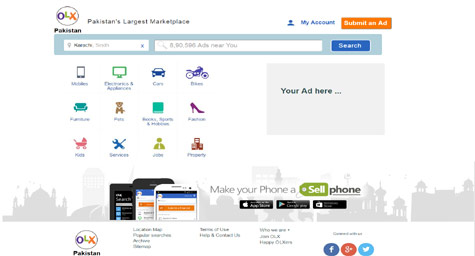 OLX
Pakistan
Pakistan's Largest Marketplace
My Account
Submit an Ad
Karachi, Sindh
8,90,586 Ads near You
Search
Mobiles
Electronics &
Appliances
Cars
Bikes
Your Ad here ...
Furniture
Pets
Books, Sports
& Hobbies
Fashion
Kids
Services
Jobs
Property
Make your Phone a Sell phone
App Store
Google play
App Store
OLX
Pakistan
Location Map
Popular searches
Archive
Sitemap
Terms of Use
Help & Contact Us
Who we are +
Join OLX
Happy OLXers
Connect with us